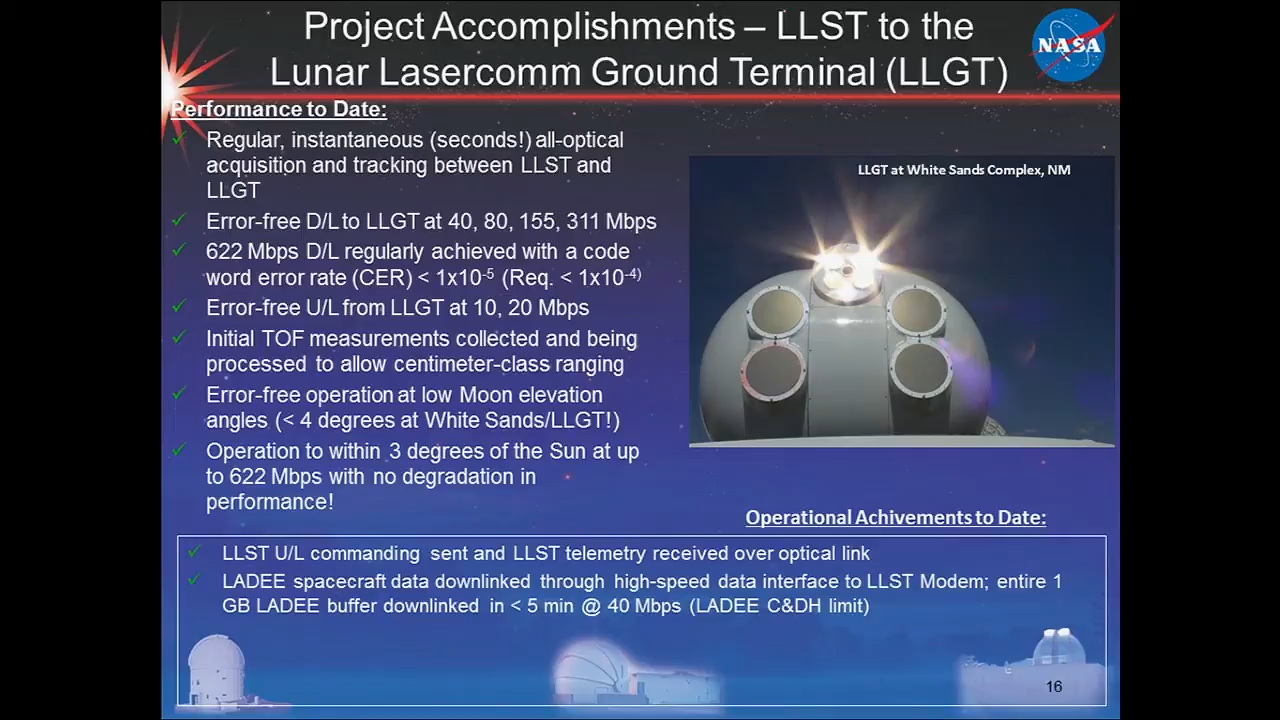 Project Accomplishments – LLST to the
Lunar Lasercomm Ground Terminal (LLGT)
NASA
Performance to Date:
✓ Regular, instantaneous (seconds!) all-optical
acquisition and tracking between LLST and
LLGT
✓ Error-free D/L to LLGT at 40, 80, 155, 311 Mbps
✓ 622 Mbps D/L regularly achieved with a code
word error rate (CER) < 1x10-5 (Req. < 1x10-4)
✓ Error-free U/L from LLGT at 10, 20 Mbps
✓ Initial TOF measurements collected and being
processed to allow centimeter-class ranging
✓ Error-free operation at low Moon elevation
angles (< 4 degrees at White Sands/LLGT!)
✓ Operation to within 3 degrees of the Sun at up
to 622 Mbps with no degradation in
performance!
LLGT at White Sands Complex, NM
Operational Achivements to Date:
✓ LLST U/L commanding sent and LLST telemetry received over optical link
✓ LADEE spacecraft data downlinked through high-speed data interface to LLST Modem; entire 1
GB LADEE buffer downlinked in < 5 min @ 40 Mbps (LADEE C&DH limit)
16